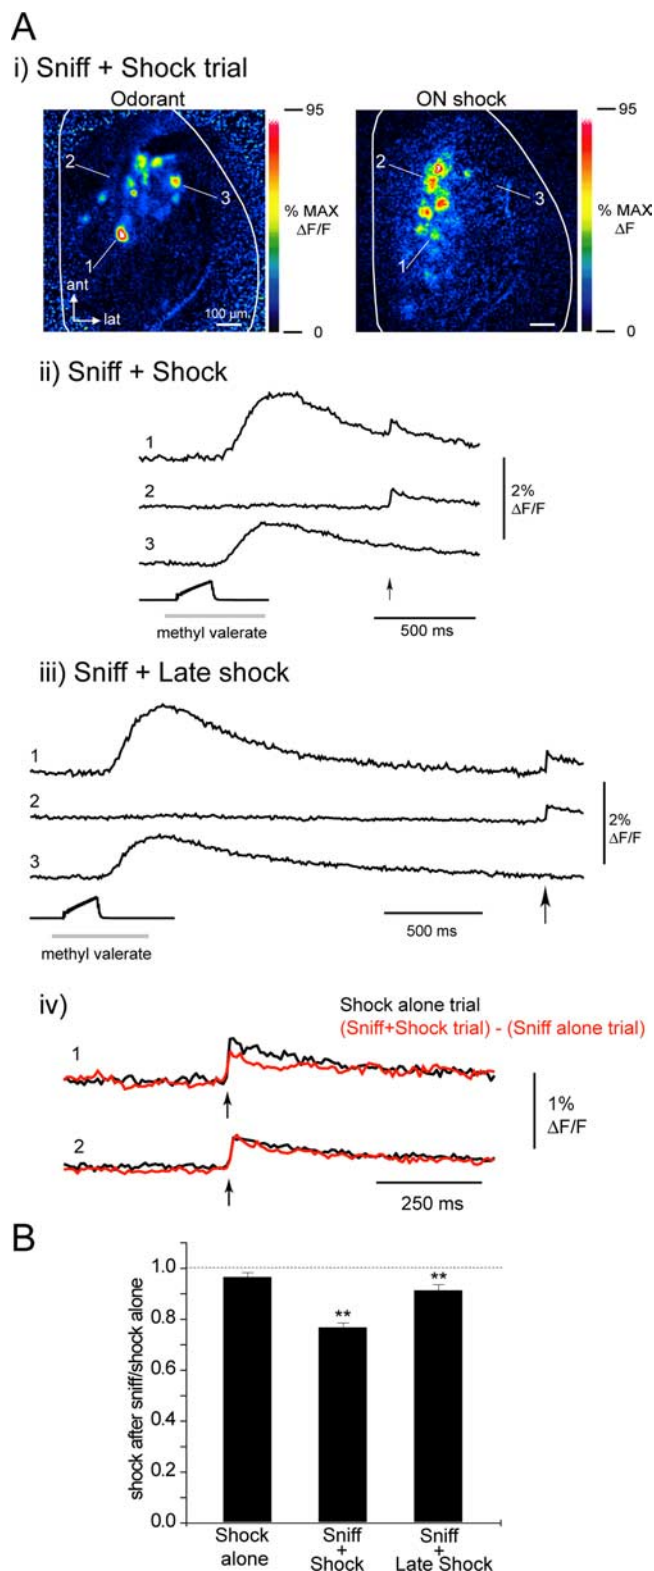 A
i) Sniff + Shock trial
Odorant
ON shock
95
95
2
3
2
3
% MAX
ΔF/F
% MAX
ΔF
1
1
ant
lat
100 µm
0
0
ii) Sniff + Shock
1
2
3
2%
ΔF/F
methyl valerate
500 ms
iii) Sniff + Late shock
1
2
3
2%
ΔF/F
methyl valerate
500 ms
iv)
Shock alone trial
(Sniff+Shock trial) - (Sniff alone trial)
1
2
1%
ΔF/F
250 ms
B
shock after sniff/shock alone
1.0
0.8
0.6
0.4
0.2
0.0
**
**
Shock
alone
Sniff
+
Shock
Sniff
+
Late Shock